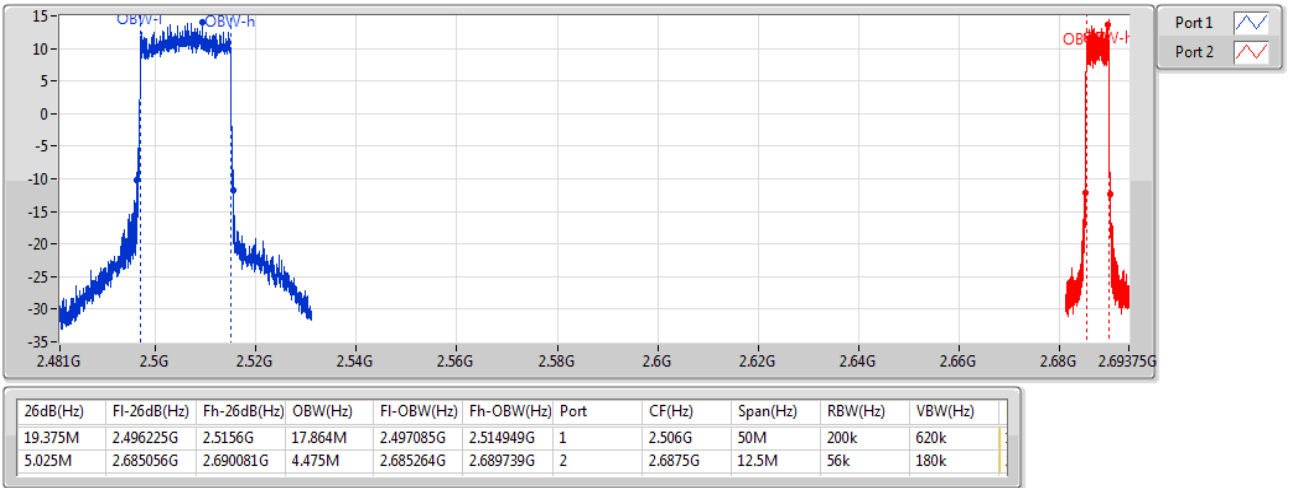 15
OBW-l OBW-h
OBW-h
10
5
0
-5
-10
-15
-20
-25
-30
-35
2.481G 2.5G 2.52G 2.54G 2.56G 2.58G 2.6G 2.62G 2.64G 2.66G 2.68G 2.69375G
Port 1
Port 2
26dB(Hz) Fl-26dB(Hz) Fh-26dB(Hz) OBW(Hz) Fl-OBW(Hz) Fh-OBW(Hz) Port CF(Hz) Span(Hz) RBW(Hz) VBW(Hz)
19.375M 2.496225G 2.5156G 17.864M 2.497085G 2.514949G 1 2.506G 50M 200k 620k
5.025M 2.685056G 2.690081G 4.475M 2.685264G 2.689739G 2 2.6875G 12.5M 56k 180k